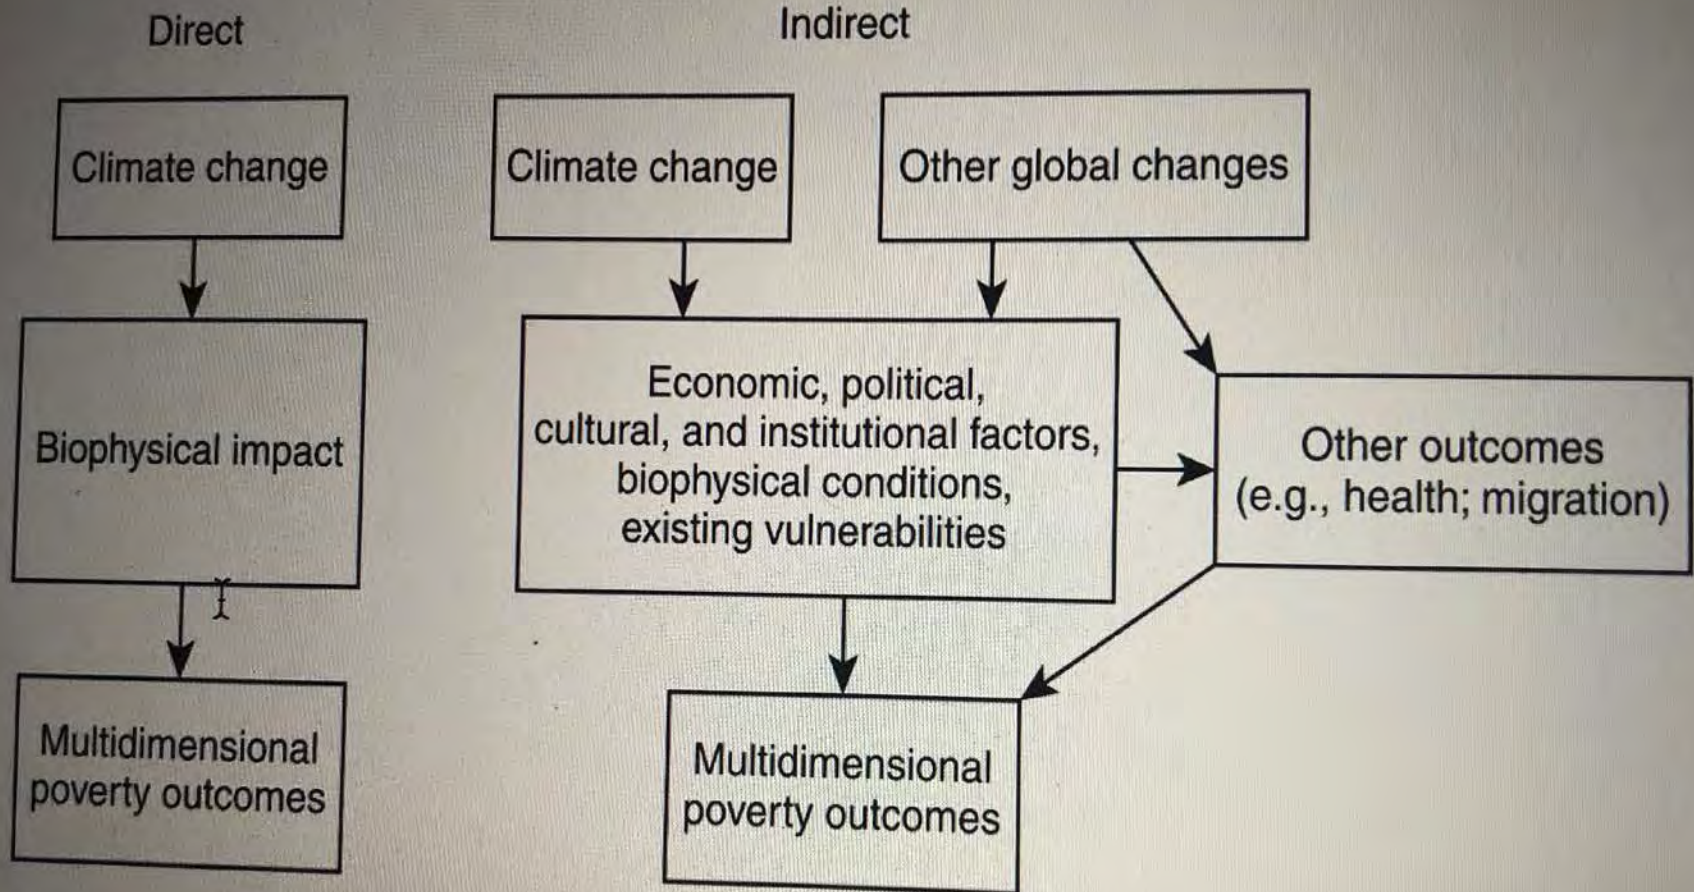 Direct
Indirect
Climate change
Climate change
Other global changes
Biophysical impact
Economic, political,
cultural, and institutional factors,
biophysical conditions,
existing vulnerabilities
Other outcomes
(e.g., health; migration)
Multidimensional
poverty outcomes
Multidimensional
poverty outcomes